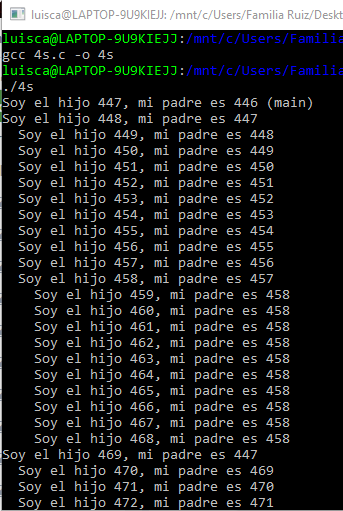 luisca@LAPTOP-9U9KIEJJ: /mnt/c/Users/Familia Ruiz/Deskt
luisca@LAPTOP-9U9KIEJJ:/mnt/c/Users/Familia
gcc 4s.c -o 4s
luisca@LAPTOP-9U9KIEJJ:/mnt/c/Users/Familia
./4s
Soy el hijo 447, mi padre es 446 (main)
Soy el hijo 448, mi padre es 447
Soy el hijo 449, mi padre es 448
Soy el hijo 450, mi padre es 449
Soy el hijo 451, mi padre es 450
Soy el hijo 452, mi padre es 451
Soy el hijo 453, mi padre es 452
Soy el hijo 454, mi padre es 453
Soy el hijo 455, mi padre es 454
Soy el hijo 456, mi padre es 455
Soy el hijo 457, mi padre es 456
Soy el hijo 458, mi padre es 457
Soy el hijo 459, mi padre es 458
Soy el hijo 460, mi padre es 458
Soy el hijo 461, mi padre es 458
Soy el hijo 462, mi padre es 458
Soy el hijo 463, mi padre es 458
Soy el hijo 464, mi padre es 458
Soy el hijo 465, mi padre es 458
Soy el hijo 466, mi padre es 458
Soy el hijo 467, mi padre es 458
Soy el hijo 468, mi padre es 458
Soy el hijo 469, mi padre es 447
Soy el hijo 470, mi padre es 469
Soy el hijo 471, mi padre es 470
Soy el hijo 472, mi padre es 471